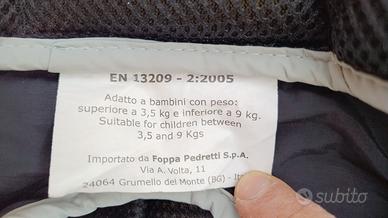 EN 13209 - 2:2005
Adatto a bambini con peso:
superiore a 3,5 kg e inferiore a 9 kg.
Suitable for children between
3,5 and 9 Kgs
Importato da Foppa Pedretti S.p.A.
Via A. Volta, 11
24064 Grumello del Monte (BG) -
subito